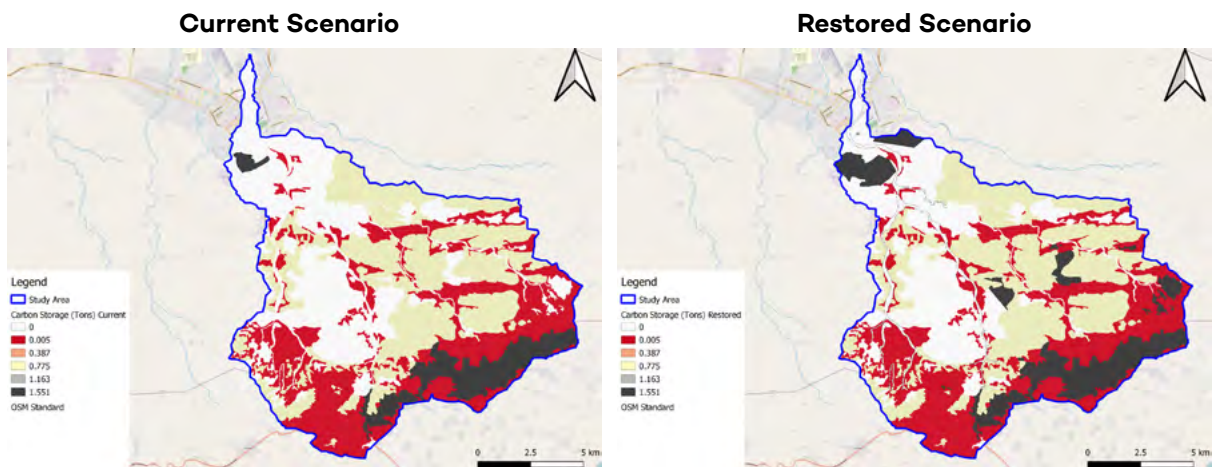 Current Scenario
Legend
Study Area
Carbon Storage (Tons) Current
0
0.005
0.387
0.775
1.163
1.551
OSM Standard
0 2.5 5 km
Restored Scenario
Legend
Study Area
Carbon Storage (Tons) Restored
0
0.005
0.387
0.775
1.163
1.551
OSM Standard
0 2.5 5 km